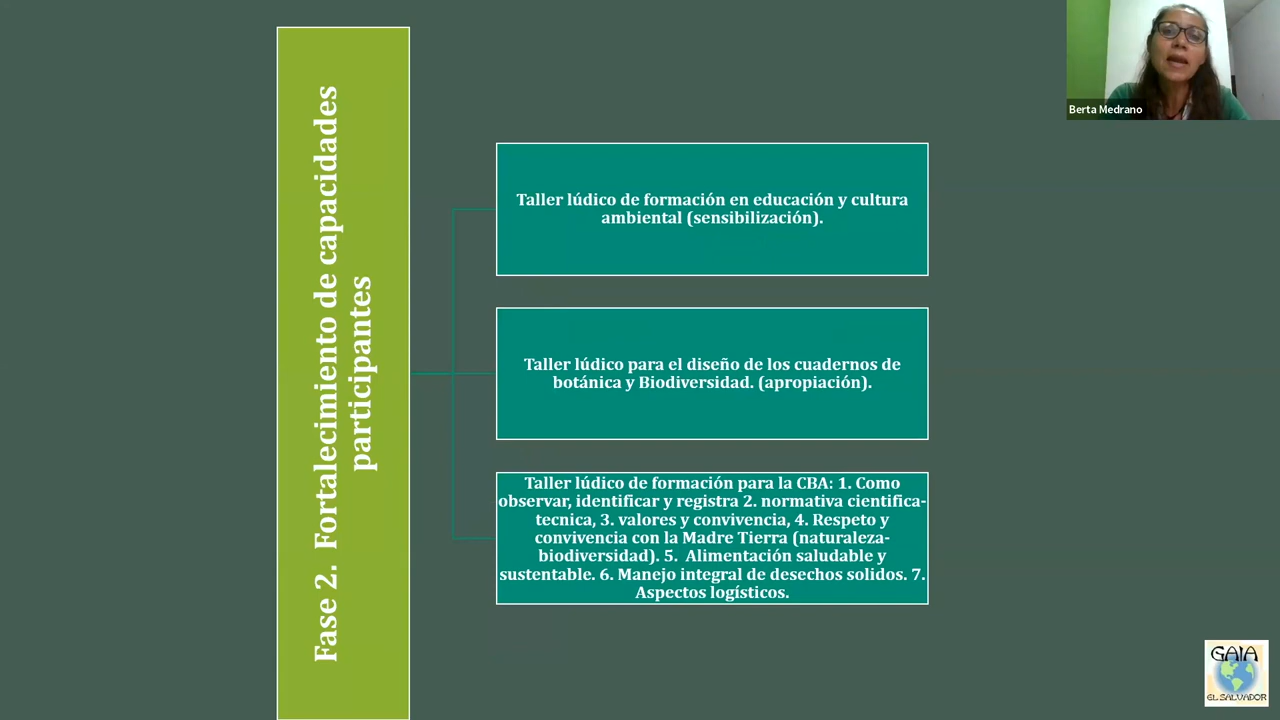 Fase 2. Fortalecimiento de capacidades
participantes
Taller lúdico de formación en educación y cultura
ambiental (sensibilización).
Taller lúdico para el diseño de los cuadernos de
botánica y Biodiversidad. (apropiación).
Taller lúdico de formación para la CBA: 1. Como
observar, identificar y registra 2. normativa cientifica-
tecnica, 3. valores y convivencia, 4. Respeto y
convivencia con la Madre Tierra (naturaleza-
biodiversidad). 5. Alimentación saludable y
sustentable. 6. Manejo integral de desechos solidos. 7.
Aspectos logísticos.
Berta Medrano
GAIA
EL SALVADOR